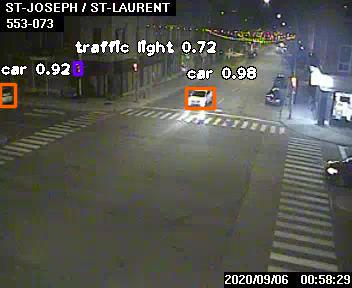 ST-JOSEPH / ST-LAURENT
553-073
traffic light 0.72
car 0.92
car 0.98
2020/09/06 00:58:29